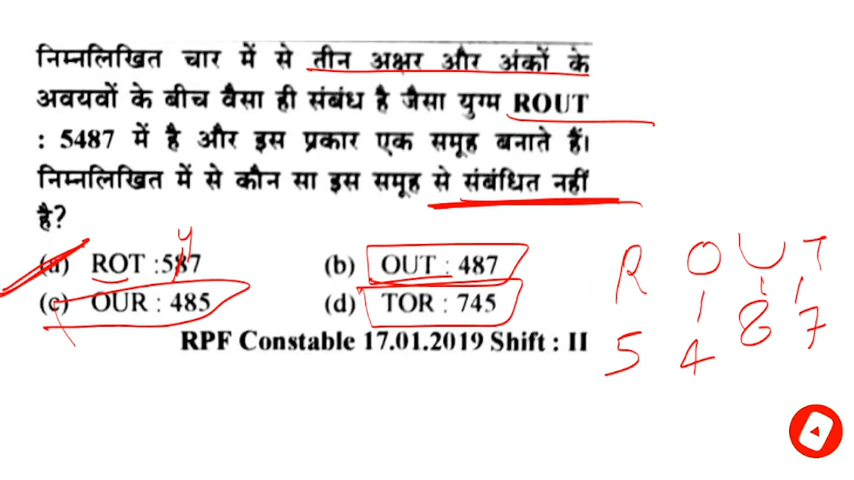 निम्नलिखित चार में से तीन अक्षर और अंकों के
अवयवों के बीच वैसा ही संबंध है जैसा युग्म ROUT
: 5487 में है और इस प्रकार एक समूह बनाते हैं।
निम्नलिखित में से कौन सा इस समूह से संबंधित नहीं
है?
(a) ROT :587 (b) OUT : 487
(c) OUR : 485 (d) TOR : 745
RPF Constable 17.01.2019 Shift : II
R O U T
5 4 8 7